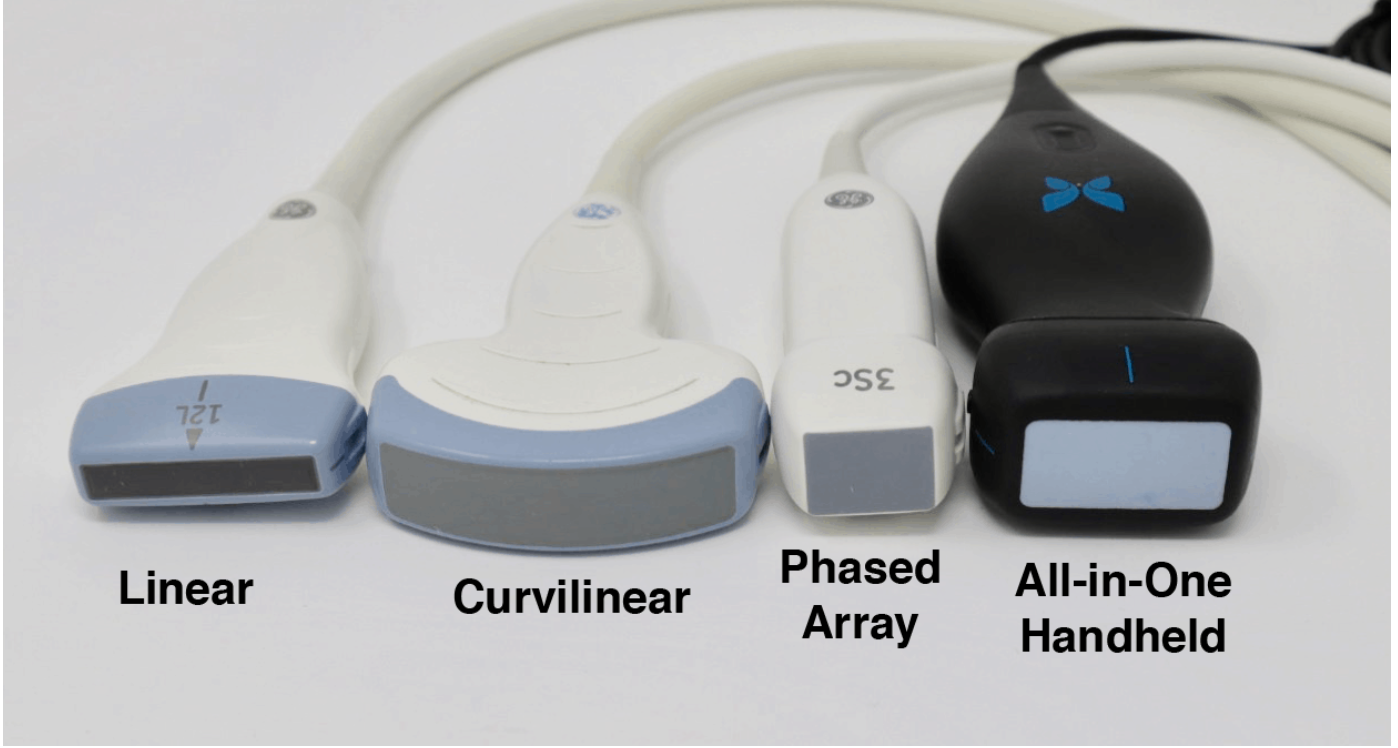 12L
3Sc
Linear
Curvilinear
Phased
Array
All-in-One
Handheld